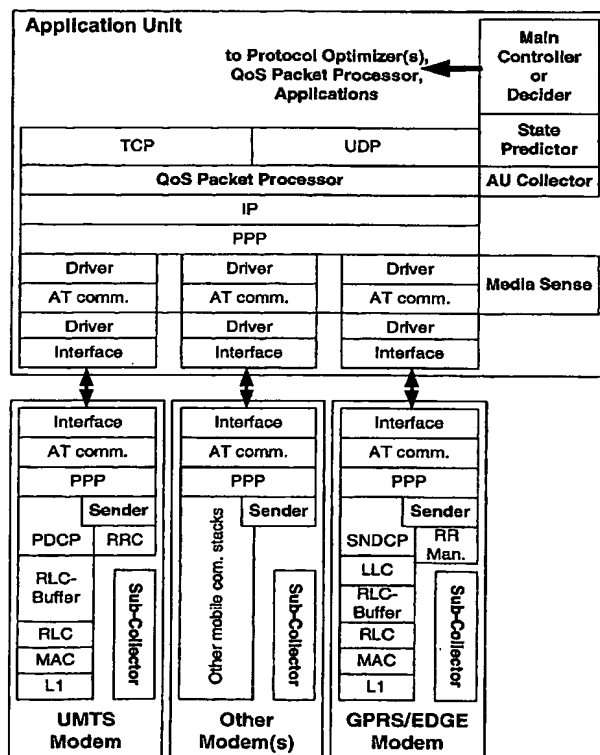 Application Unit
to Protocol Optimizer(s),
QoS Packet Processor,
Applications
Main
Controller
or
Decider
State
Predictor
TCP
UDP
QoS Packet Processor
AU Collector
IP
PPP
Driver
Driver
Driver
Media Sense
AT comm.
AT comm.
AT comm.
Driver
Driver
Driver
Interface
Interface
Interface
Interface
AT comm.
PPP
Sender
PDCP
RRC
RLC-
Buffer
RLC
MAC
L1
Sub-Collector
UMTS
Modem
Interface
AT comm.
PPP
Sender
Other mobile com. stacks
Sub-Collector
Other
Modem(s)
Interface
AT comm.
PPP
Sender
SNDCP
RR
Man.
LLC
RLC-
Buffer
RLC
MAC
L1
Sub-Collector
GPRS/EDGE
Modem